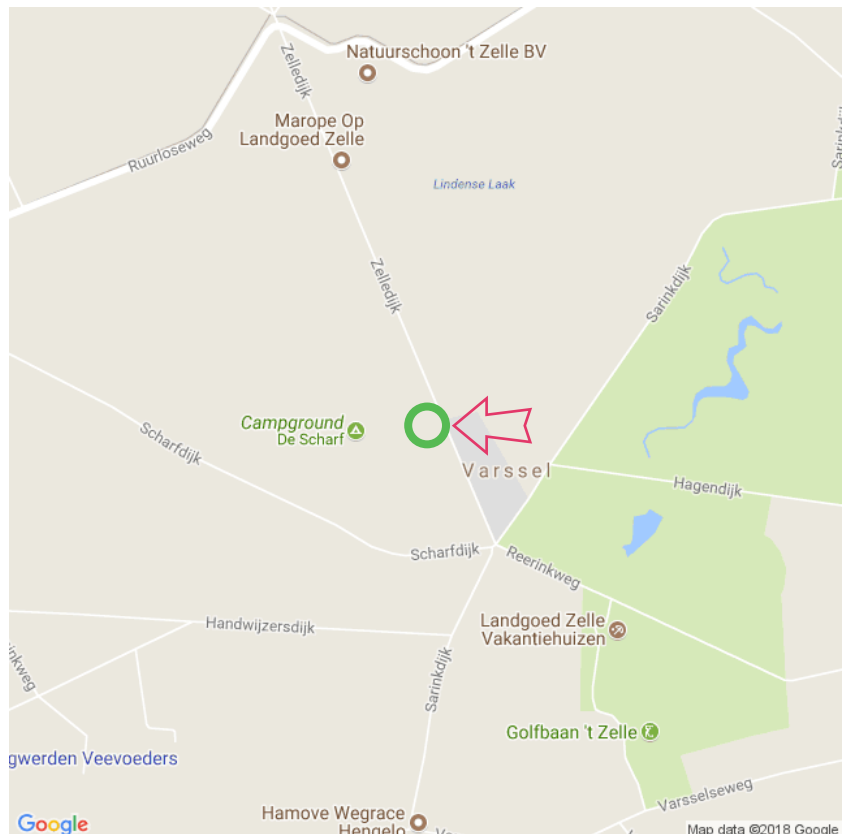 Zelledijk
Natuurschoon 't Zelle BV
Marope Op
Landgoed Zelle
Ruurloseweg
Lindense Laak
Zelledijk
Sarinkdijk
Campground
De Scharf
Scharfdijk
Varssel
Hagendijk
Scharfdijk
Reerinkweg
Handwijzersdijk
Landgoed Zelle
Vakantiehuizen
inkweg
Sarinkdijk
Golfbaan 't Zelle
gwerden Veevoeders
Varsselseweg
Hamove Wegrace
Hengelo
Google
Map data ©2018 Google